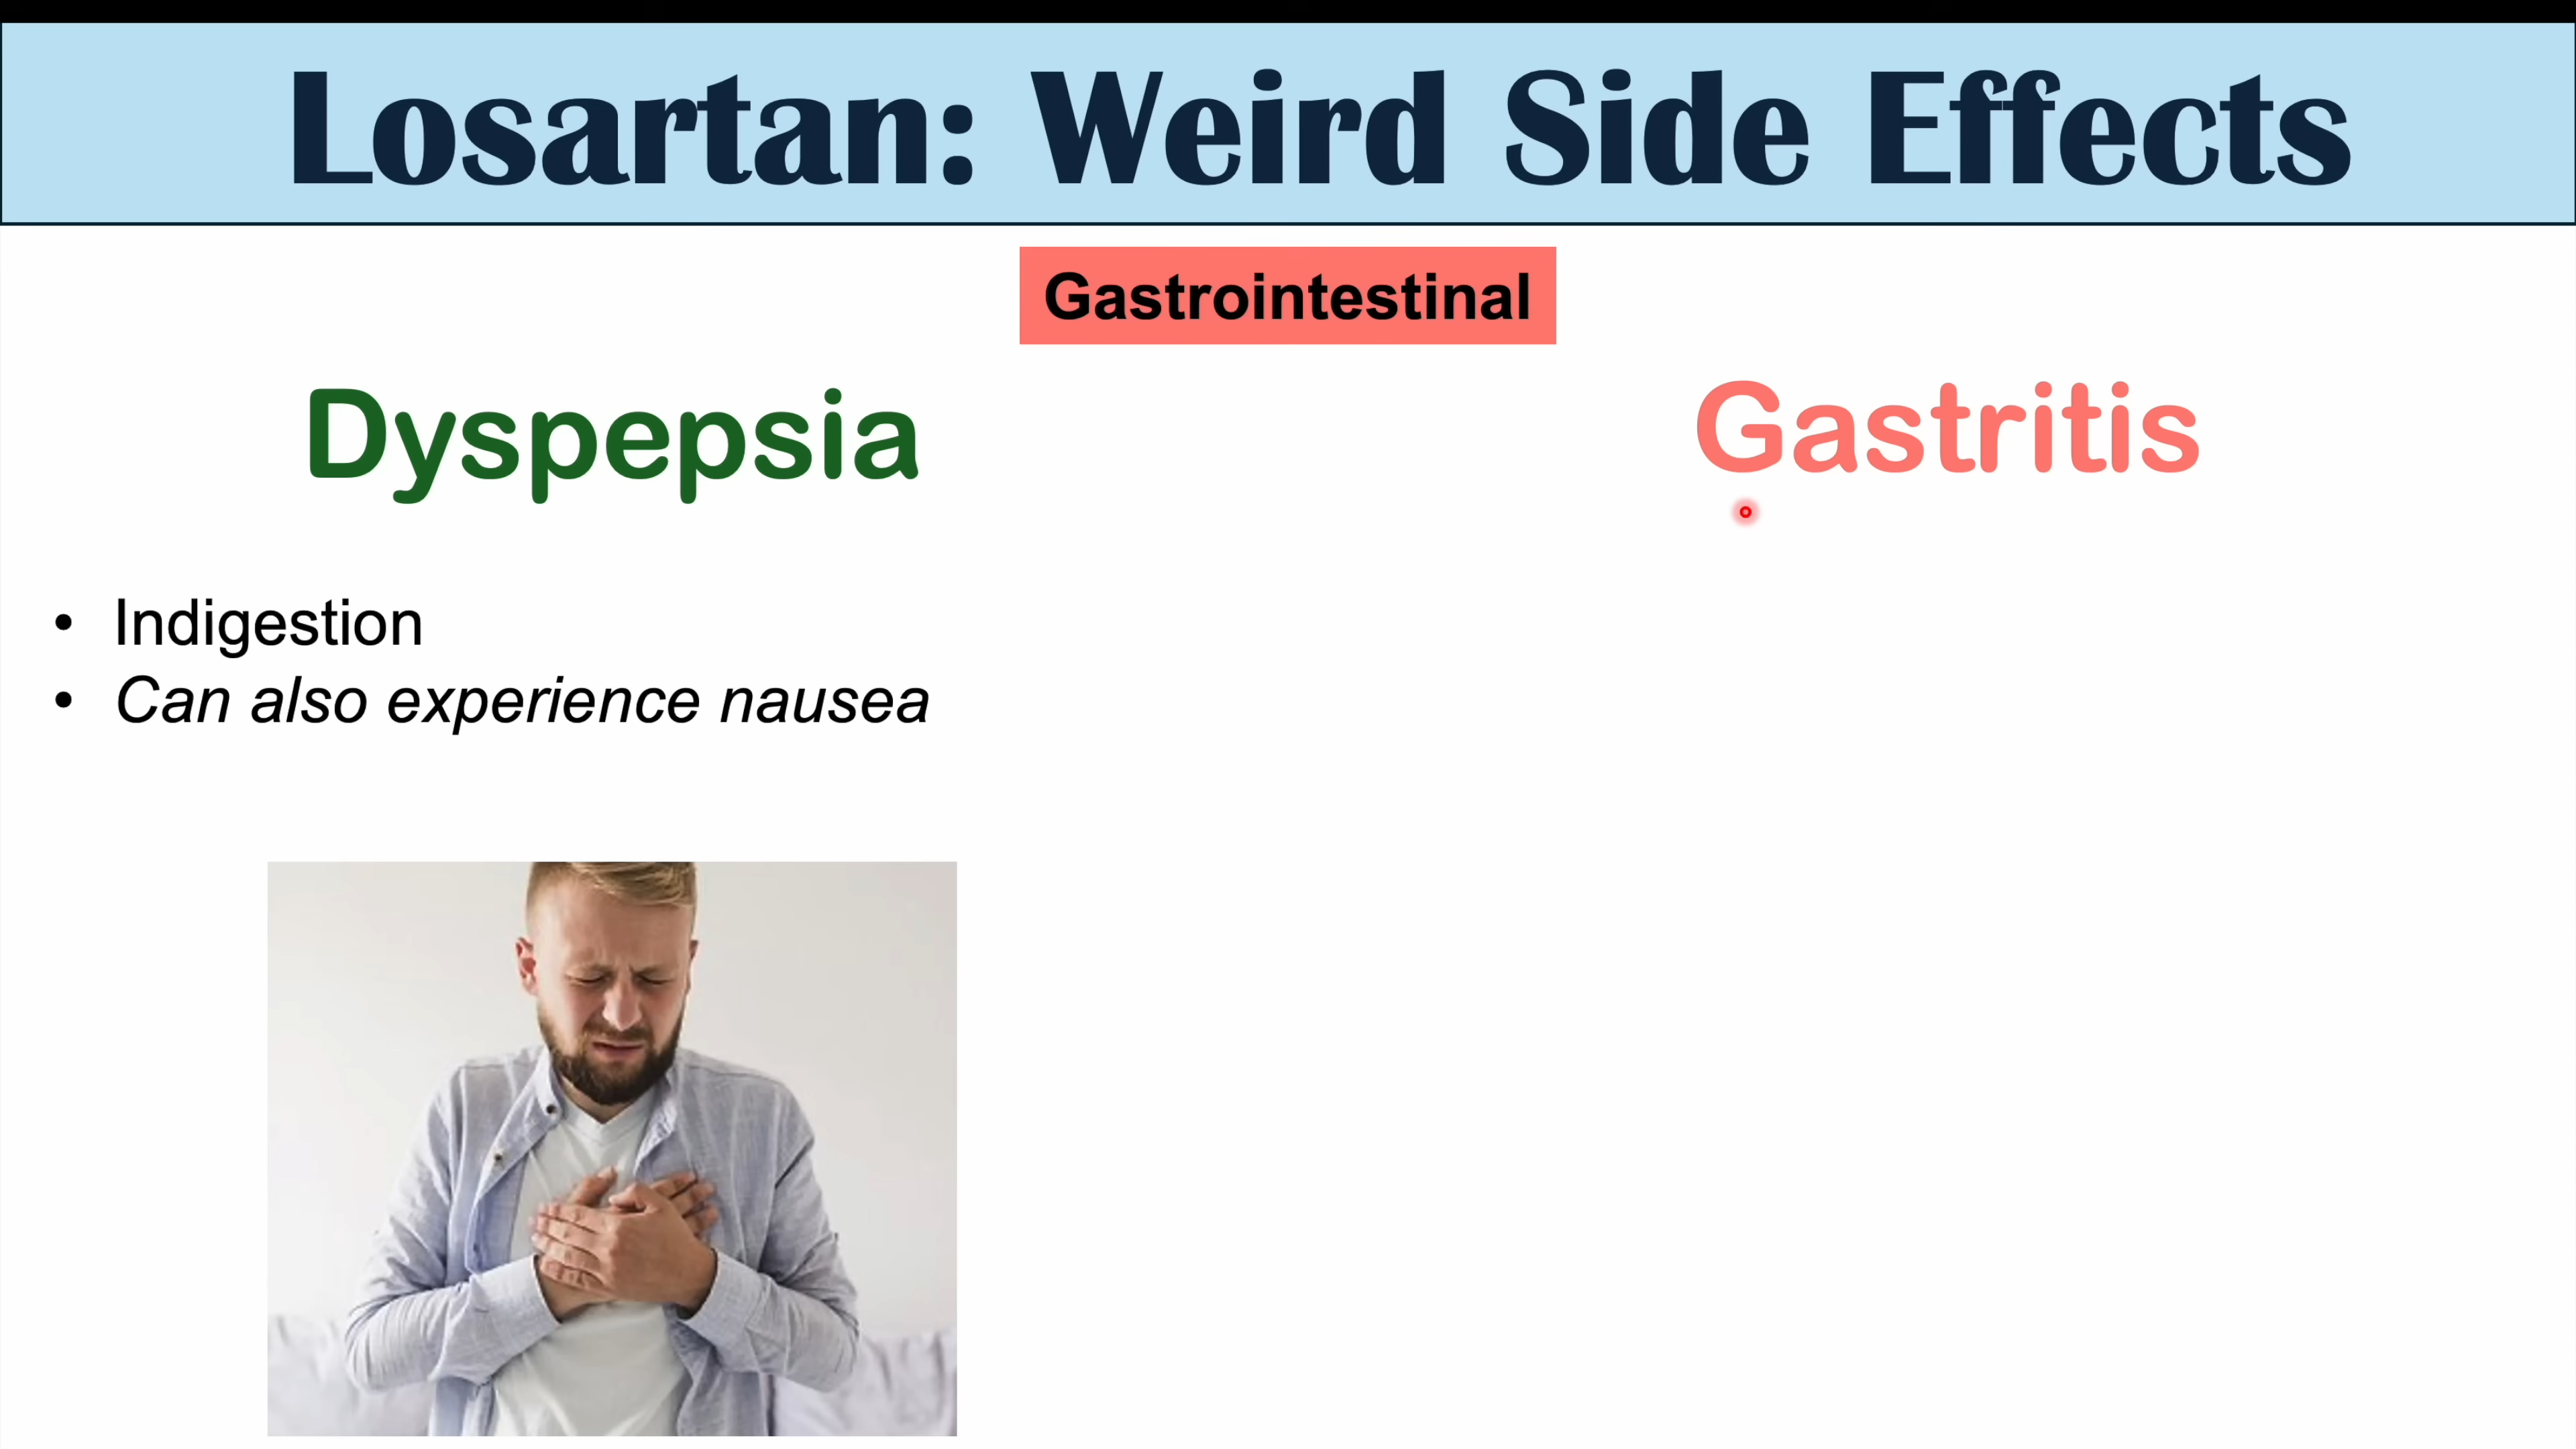 Losartan: Weird Side Effects
Gastrointestinal
Dyspepsia
Gastritis
• Indigestion
• Can also experience nausea